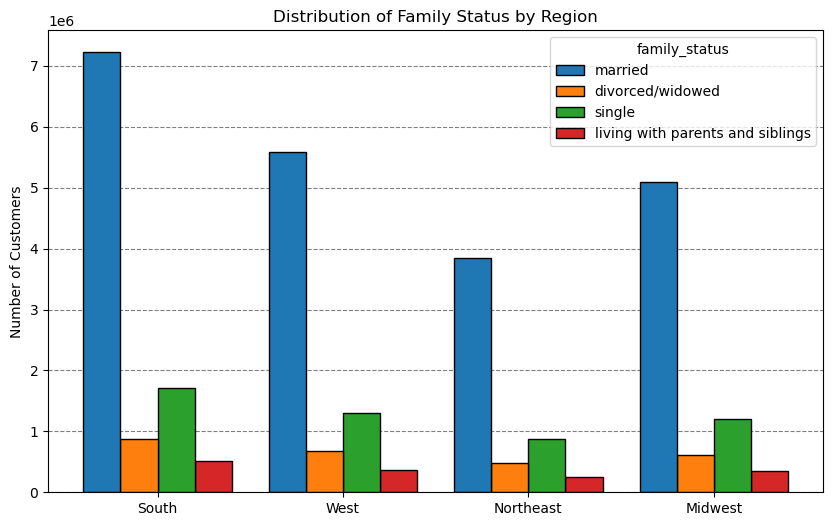 Distribution of Family Status by Region
1e6
family_status
married
divorced/widowed
single
living with parents and siblings
Number of Customers
7
6
5
4
3
2
1
0
South
West
Northeast
Midwest